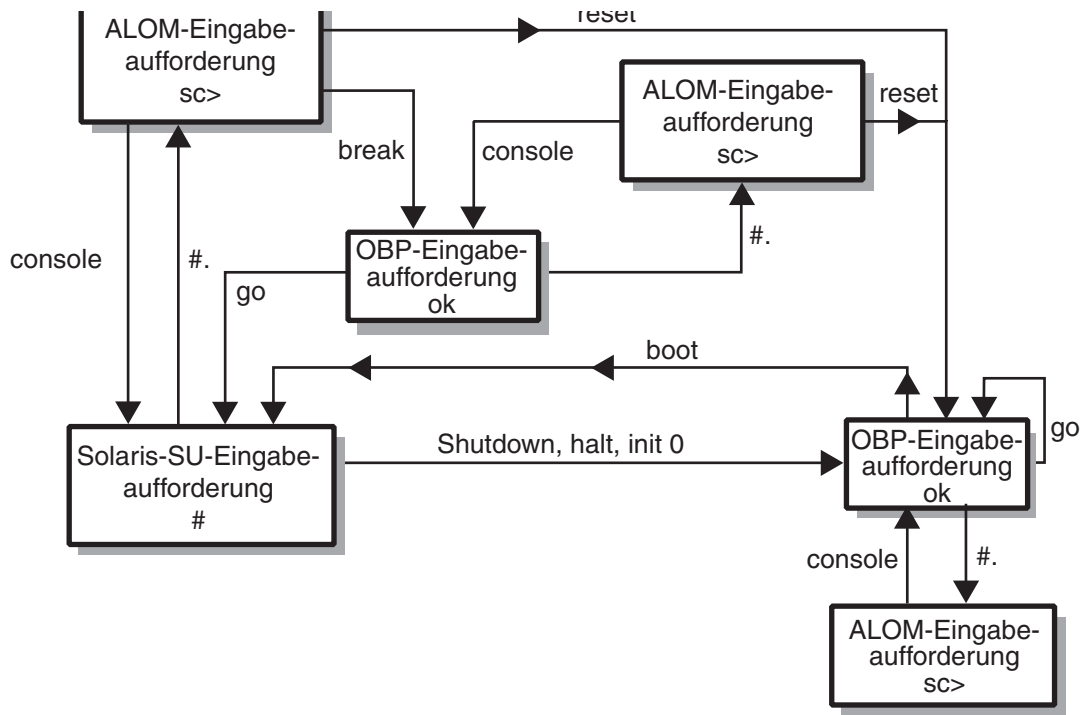 reset
ALOM-Eingabe-
aufforderung
sc>
ALOM-Eingabe-
aufforderung
sc>
reset
break
console
console
#.
#.
OBP-Eingabe-
aufforderung
ok
go
boot
Solaris-SU-Eingabe-
aufforderung
#
Shutdown, halt, init 0
OBP-Eingabe-
aufforderung
ok
go
console
#.
ALOM-Eingabe-
aufforderung
sc>